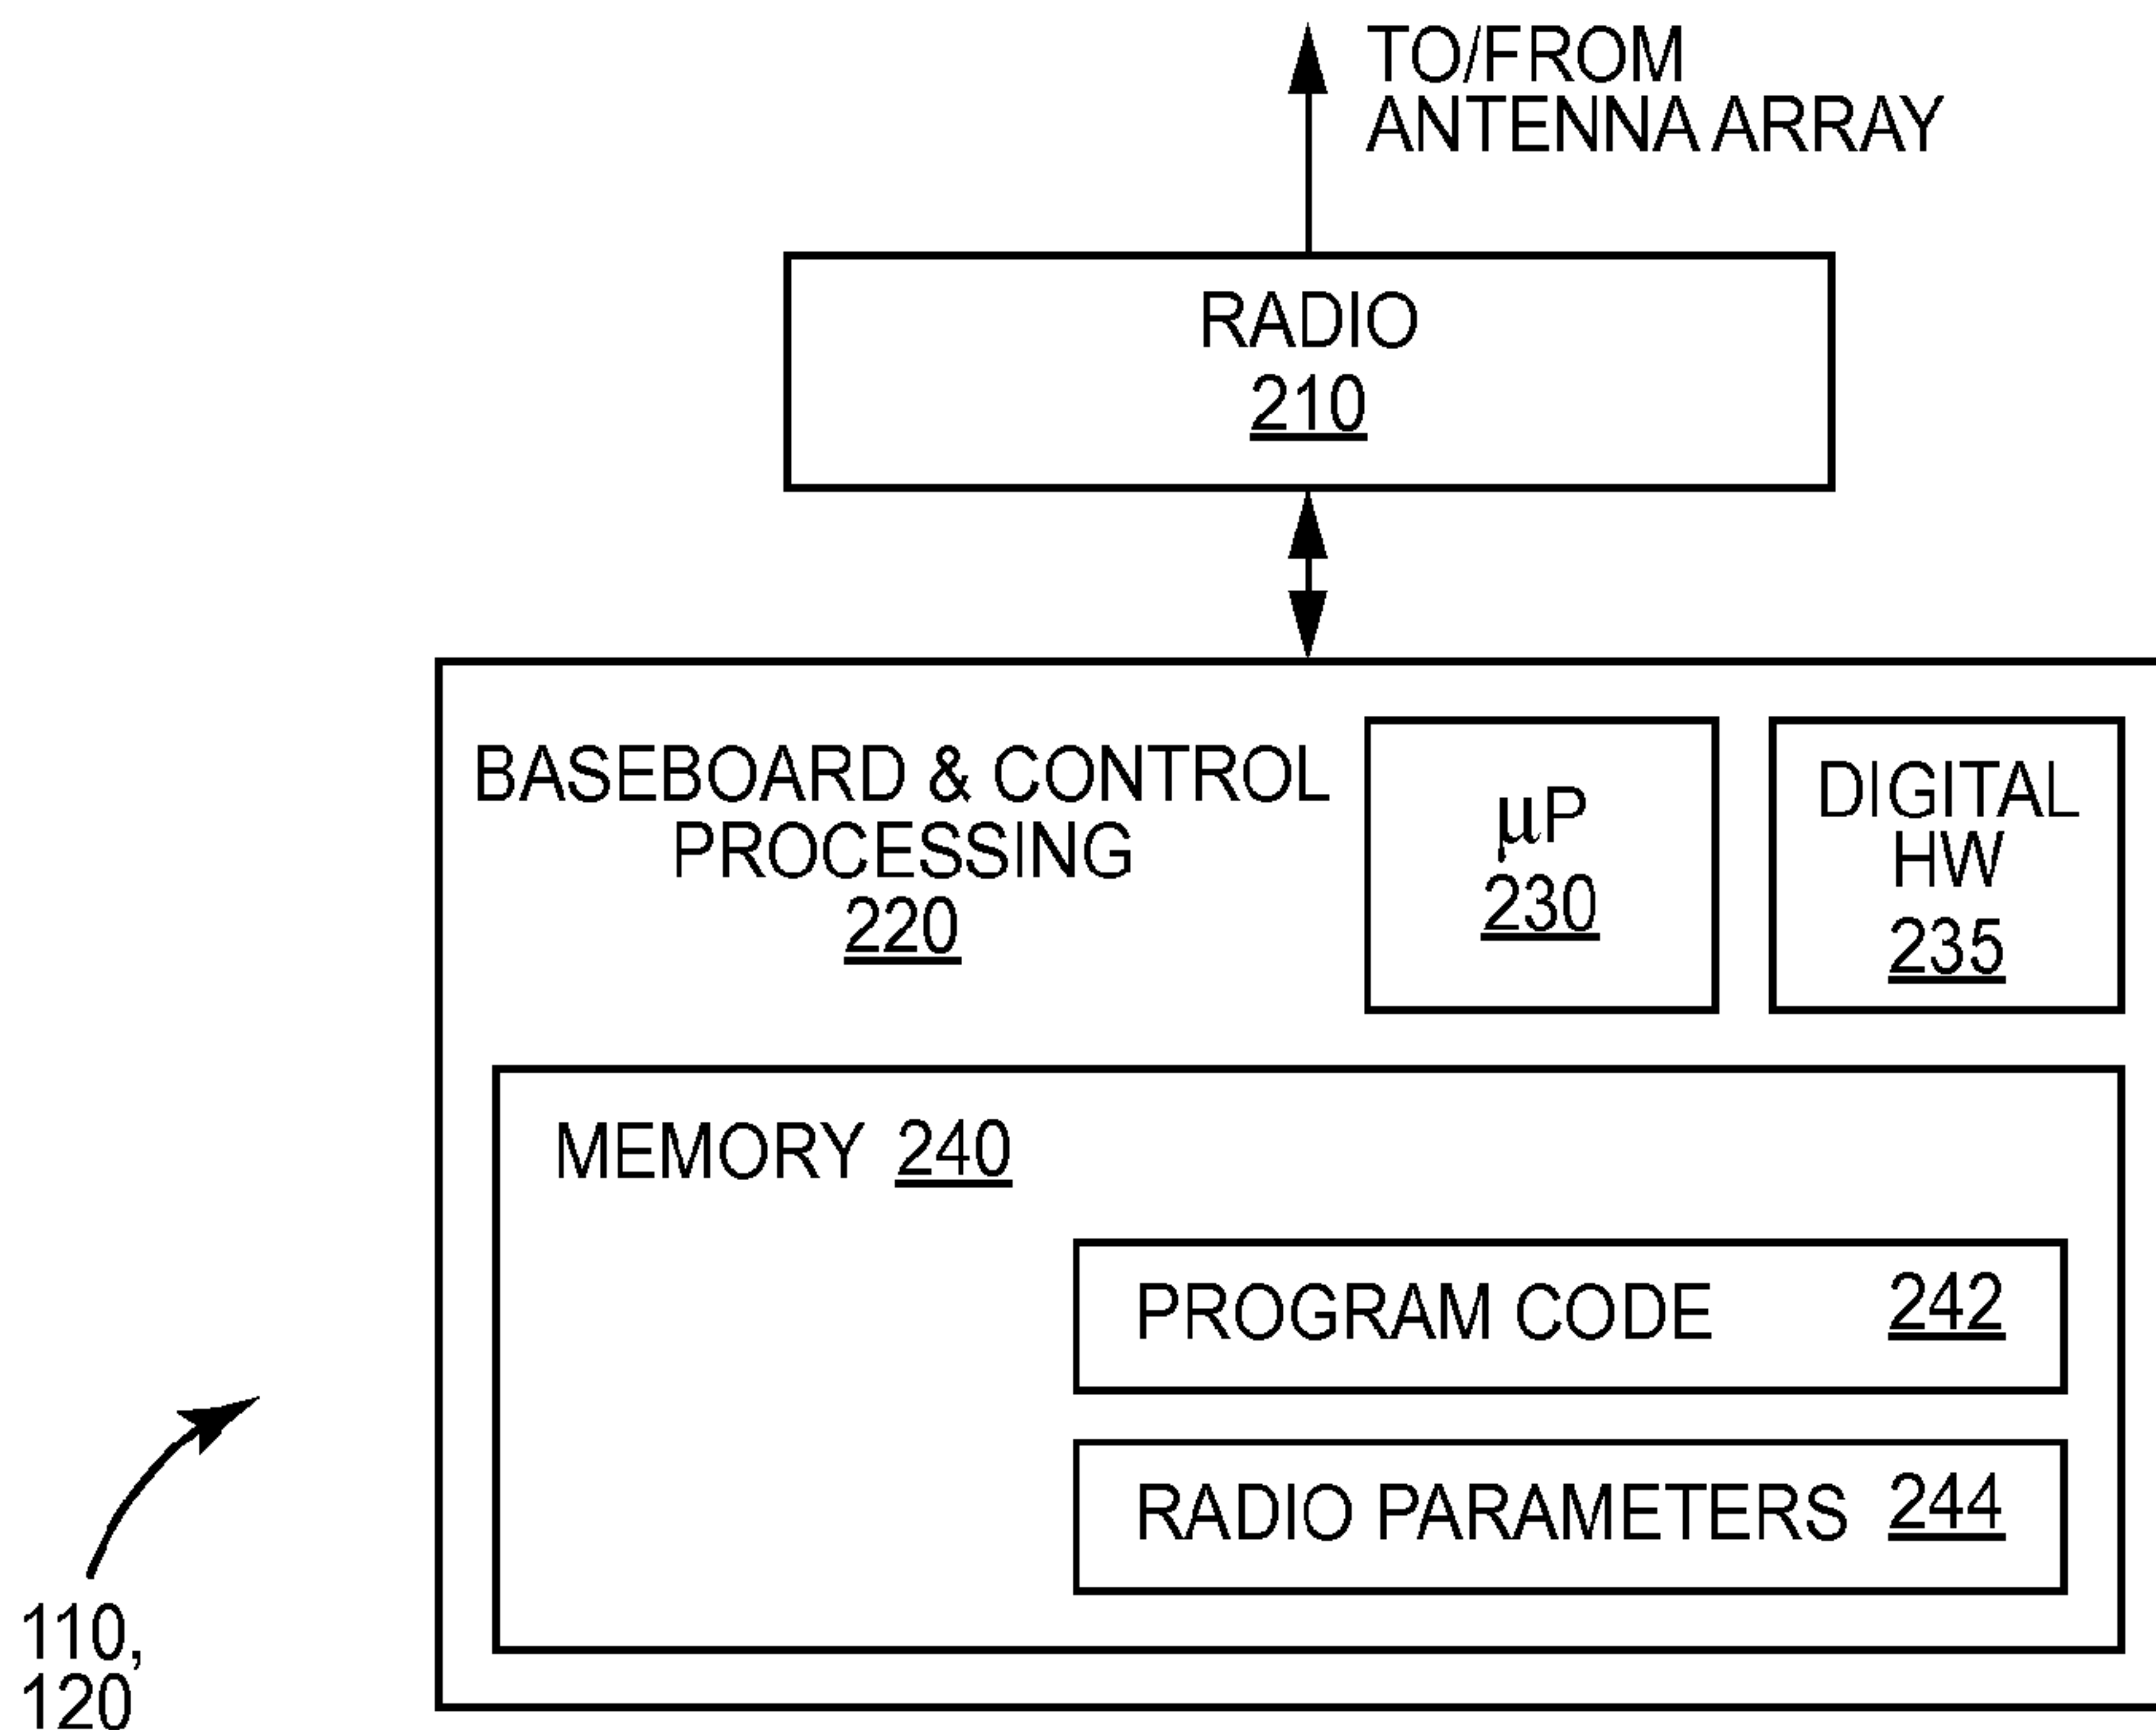 TO/FROM
ANTENNA ARRAY
RADIO
210
BASEBOARD & CONTROL
PROCESSING
220
μP
230
DIGITAL
HW
235
MEMORY 240
PROGRAM CODE 242
RADIO PARAMETERS 244
110,
120